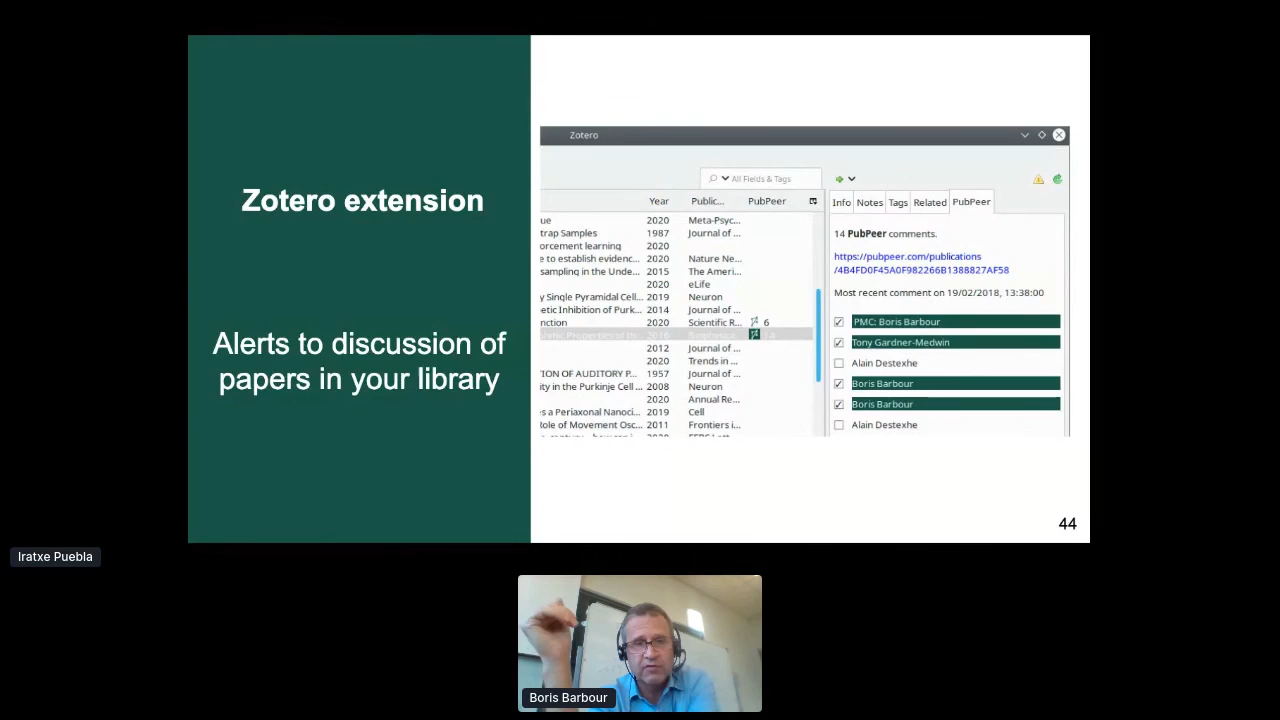 Zotero extension
Alerts to discussion of
papers in your library
Zotero
All Fields & Tags
Year Public... PubPeer
ue 2020 Meta-Psyc...
trap Samples 1987 Journal of ...
orcement learning 2020
e to establish evidenc... 2020 Nature Ne...
sampling in the Unde... 2015 The Ameri...
2020 eLife
y Single Pyramidal Cell... 2019 Neuron
etic Inhibition of Purk... 2014 Journal of ...
nction 2020 Scientific R... 6
2012 Journal of ...
2020 Trends in ...
TION OF AUDITORY P... 1957 Journal of ...
ity in the Purkinje Cell ... 2008 Neuron
2020 Annual Re...
es a Periaxonal Nanoci... 2019 Cell
Role of Movement Osc... 2011 Frontiers i...
Info Notes Tags Related PubPeer
14 PubPeer comments.
https://pubpeer.com/publications
/4B4FD0F45A0F982266B1388827AF58
Most recent comment on 19/02/2018, 13:38:00
PMC: Boris Barbour
Tony Gardner-Medwin
Alain Destexhe
Boris Barbour
Boris Barbour
Alain Destexhe
44
Iratxe Puebla
Boris Barbour